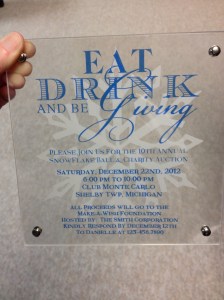 EAT
DRINK
AND BE Giving
PLEASE JOIN US FOR THE 10TH ANNUAL
SNOWFLAKE BALL & CHARITY AUCTION
SATURDAY, DECEMBER 22ND, 2012
6:00 PM TO 10:00 PM
CLUB MONTE CARLO
SHELBY TWP, MICHIGAN
ALL PROCEEDS WILL GO TO THE
MAKE-A-WISH FOUNDATION
HOSTED BY: THE SMITH CORPORATION
KINDLY RESPOND BY DECEMBER 12TH